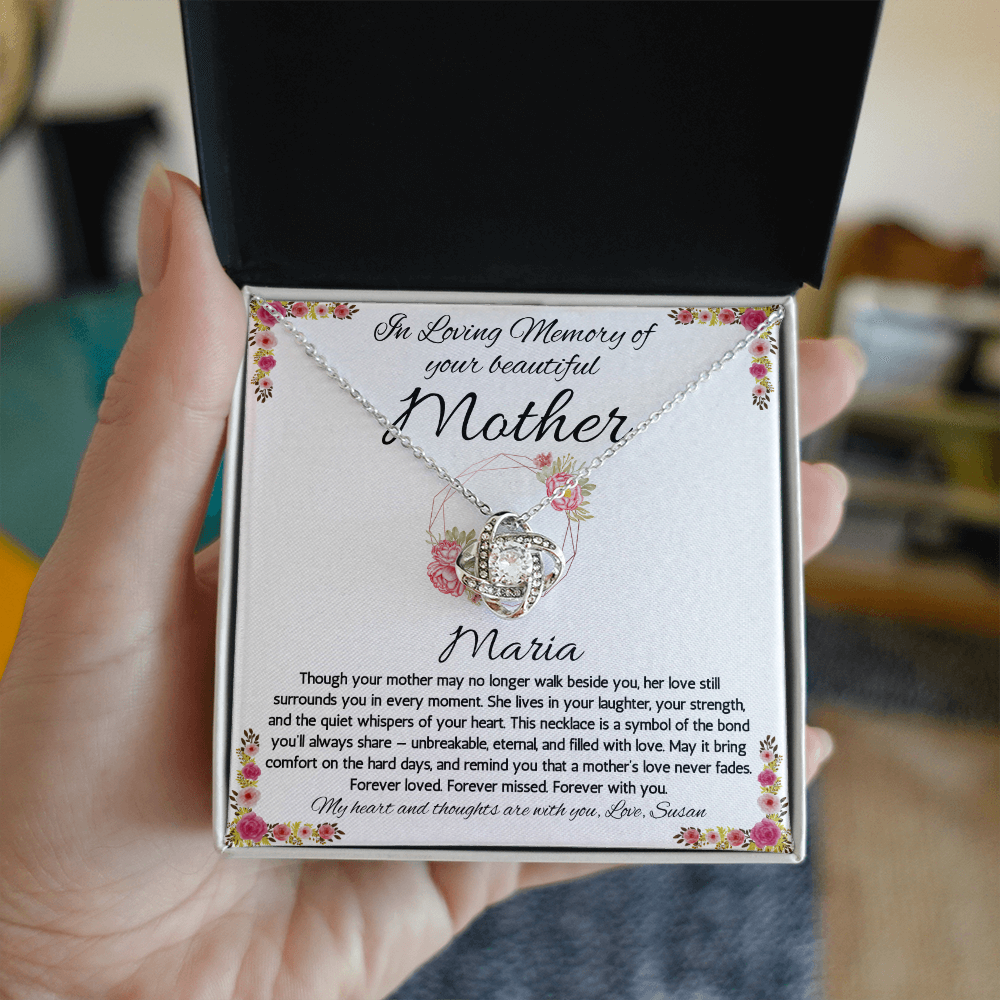 In Loving Memory of
your beautiful
Mother
Maria
Though your mother may no longer walk beside you, her love still
surrounds you in every moment. She lives in your laughter, your strength,
and the quiet whispers of your heart. This necklace is a symbol of the bond
you'll always share – unbreakable, eternal, and filled with love. May it bring
comfort on the hard days, and remind you that a mother's love never fades.
Forever loved. Forever missed. Forever with you.
My heart and thoughts are with you, Love, Susan